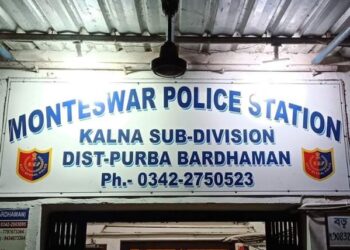 MONTESWAR POLICE STATION
KALNA SUB-DIVISION
DIST-PURBA BARDHAMAN
Ph.- 0342-2750523